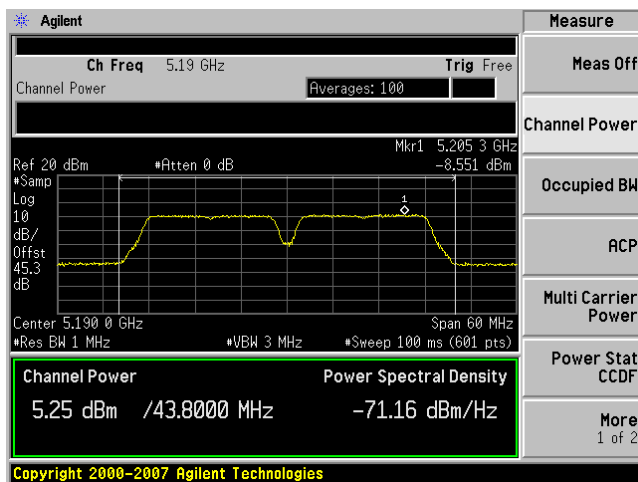 Agilent
Measure
Ch Freq 5.19 GHz Trig Free
Channel Power Averages: 100
Mkr1 5.205 3 GHz
Ref 20 dBm #Atten 0 dB -8.551 dBm
#Samp
Log
10
dB/
Offst
45.3
dB
1
Center 5.190 0 GHz Span 60 MHz
#Res BW 1 MHz #VBW 3 MHz #Sweep 100 ms (601 pts)
Channel Power Power Spectral Density
5.25 dBm /43.8000 MHz -71.16 dBm/Hz
Copyright 2000-2007 Agilent Technologies
Meas Off
Channel Power
Occupied BW
ACP
Multi Carrier
Power
Power Stat
CCDF
More
1 of 2